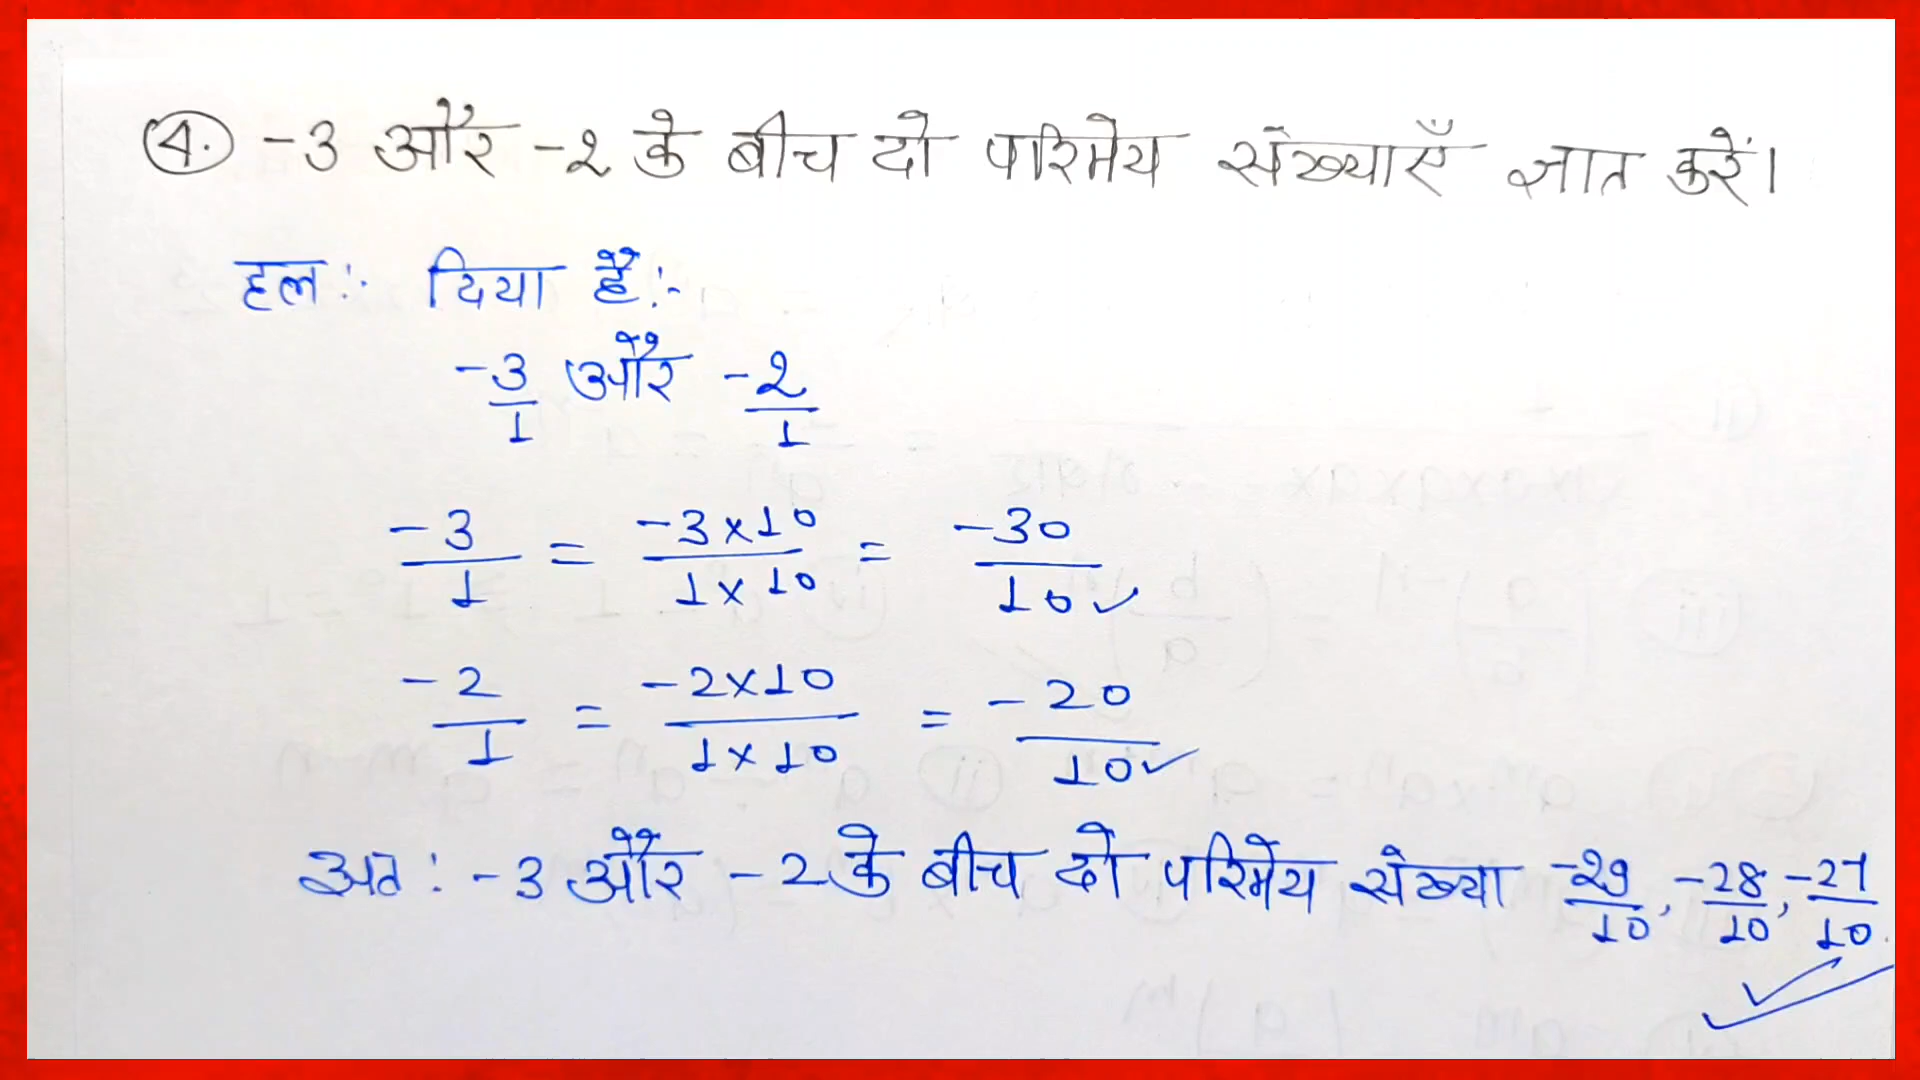 4. -3 और -2 के बीच दो परिमेय संख्याएँ ज्ञात करें।
हल:- दिया है:-
-3/1 और -2/1
-3/1 = -3×10/1×10 = -30/10 ✓
-2/1 = -2×10/1×10 = -20/10 ✓
अत: -3 और -2 के बीच दो परिमेय संख्या -29/10, -28/10, -27/10